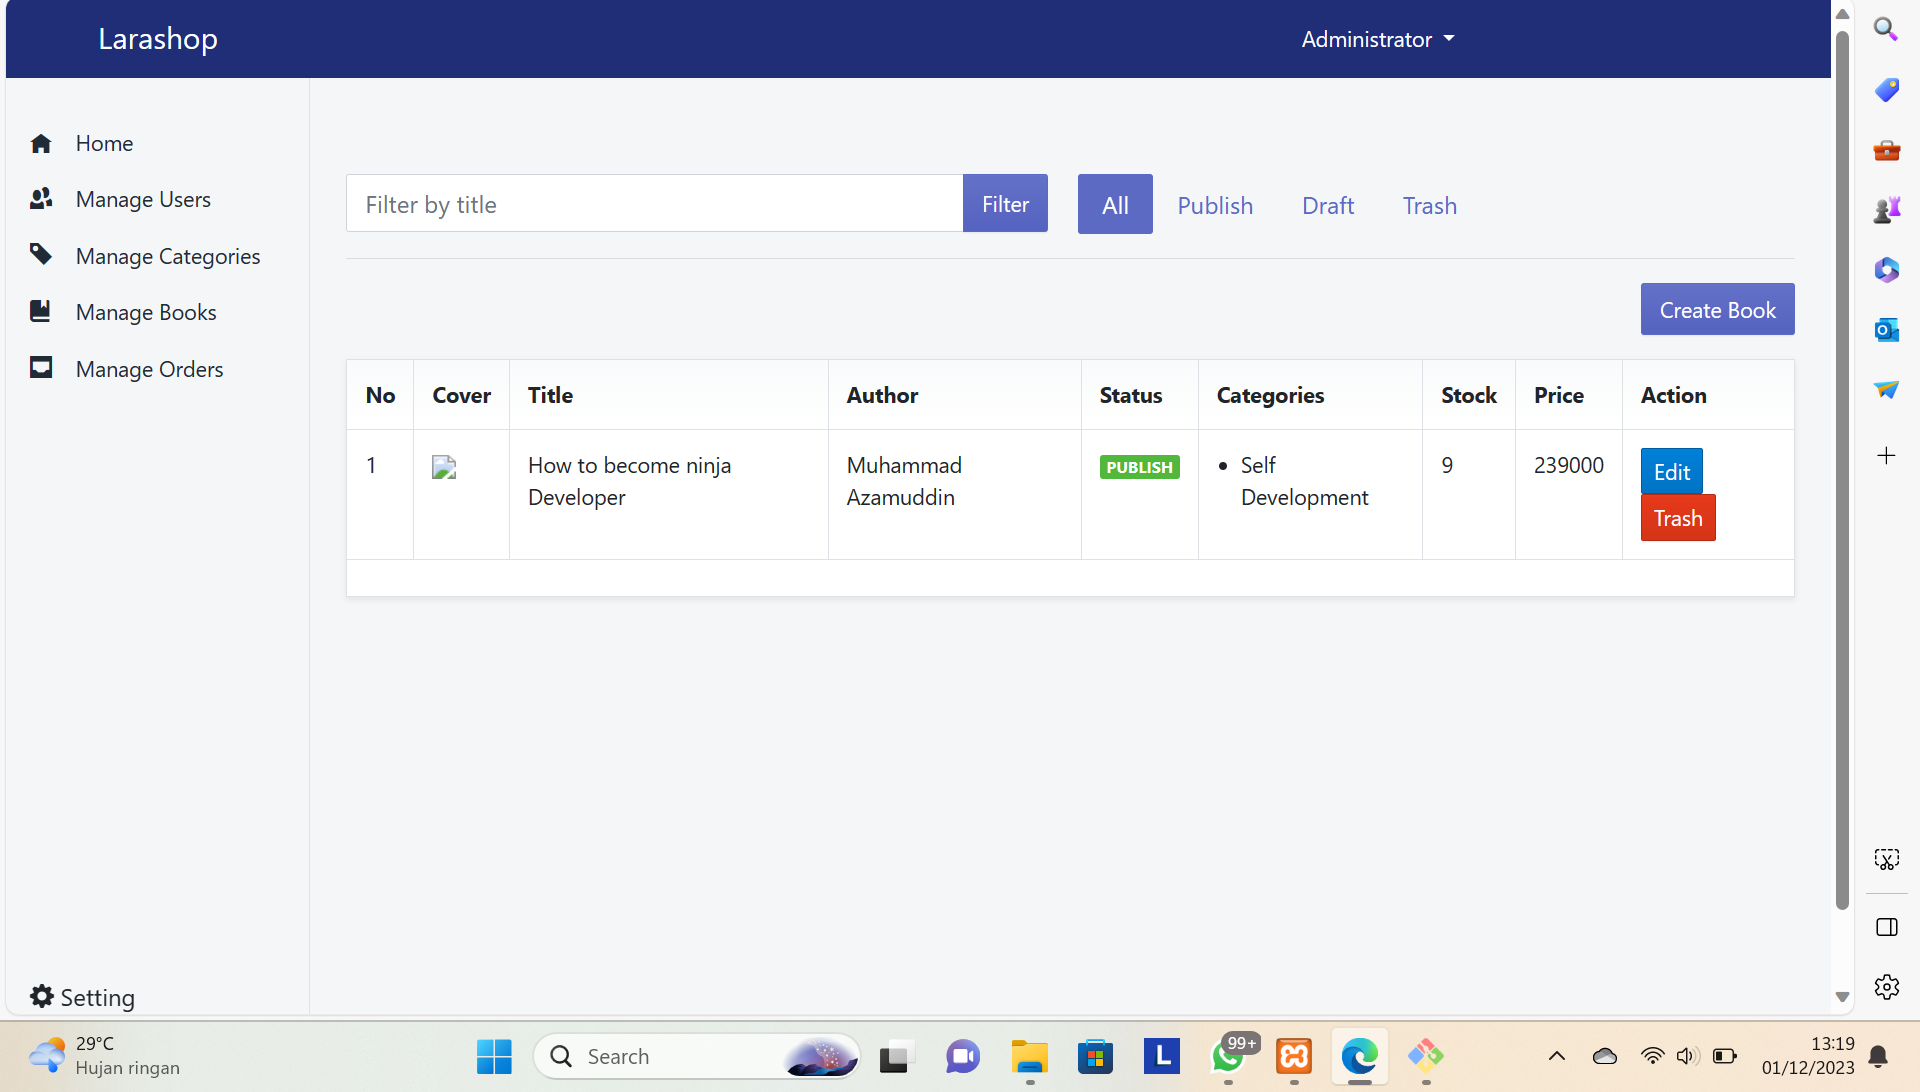 Larashop
Administrator
Home
Manage Users
Manage Categories
Manage Books
Manage Orders
Setting
Filter by title
Filter
All
Publish
Draft
Trash
Create Book
No Cover Title Author Status Categories Stock Price Action
1
How to become ninja
Developer
Muhammad
Azamuddin
PUBLISH
• Self
Development
9
239000
Edit
Trash
29°C
Hujan ringan
Search
L
99+
13:19
01/12/2023